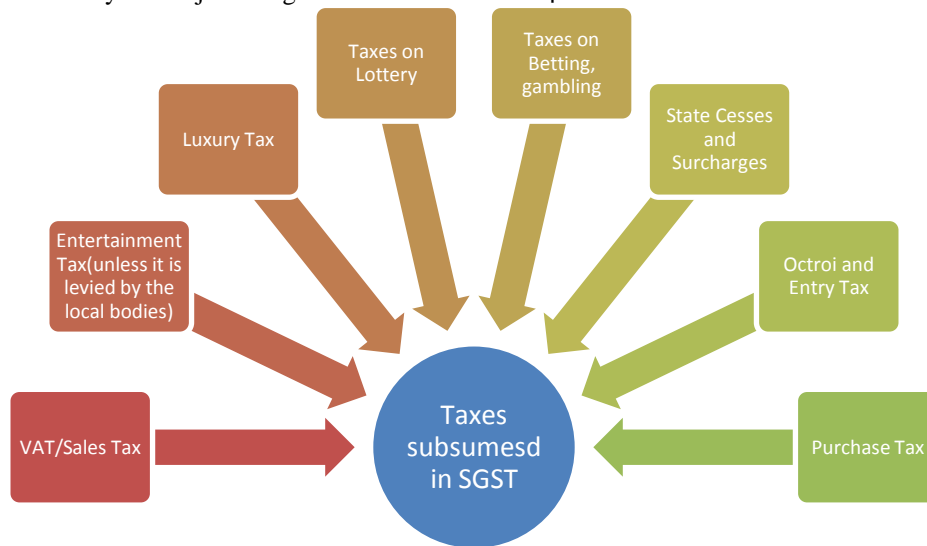 Taxes on
Lottery
Taxes on
Betting,
gambling
Luxury Tax
State Cesses
and
Surcharges
Entertainment
Tax(unless it is
levied by the
local bodies)
Octroi and
Entry Tax
VAT/Sales Tax
Taxes
subsumesd
in SGST
Purchase Tax